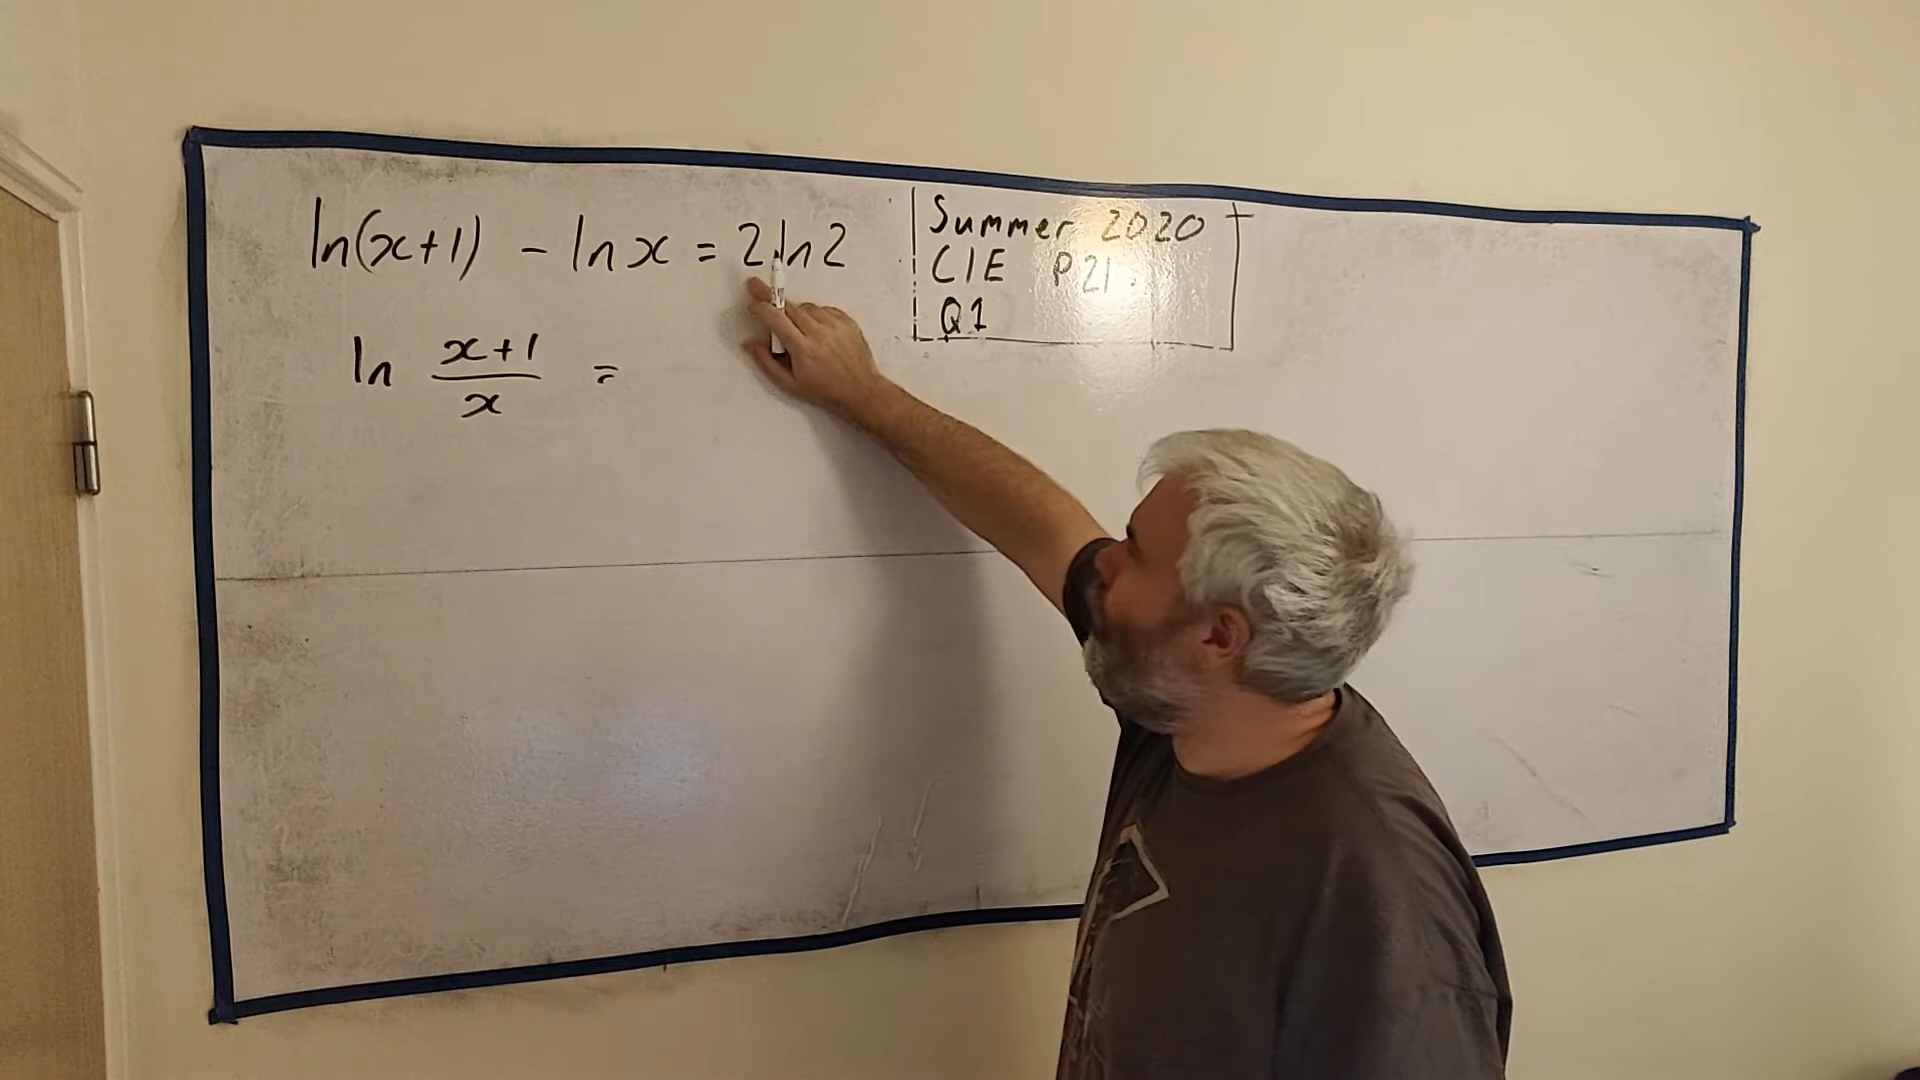 ln(x+1) - ln x = 2 ln 2
ln (x+1)/x =
Summer 2020
CIE P21
Q1